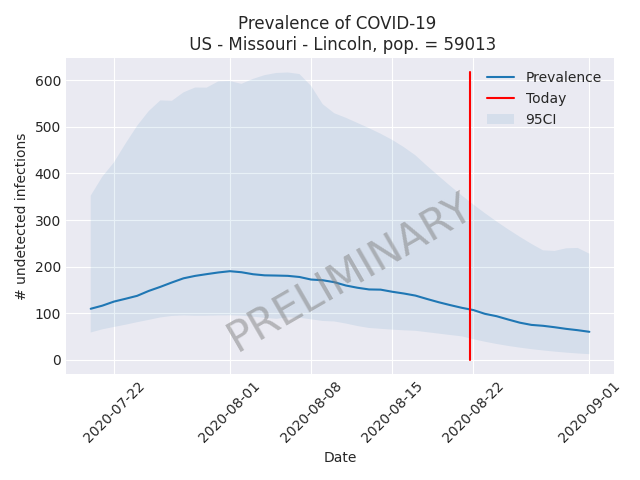 Prevalence of COVID-19
US - Missouri - Lincoln, pop. = 59013
# undetected infections
600
500
400
300
200
100
0
Prevalence
Today
95CI
PRELIMINARY
2020-07-22
2020-08-01
2020-08-08
2020-08-15
2020-08-22
2020-09-01
Date